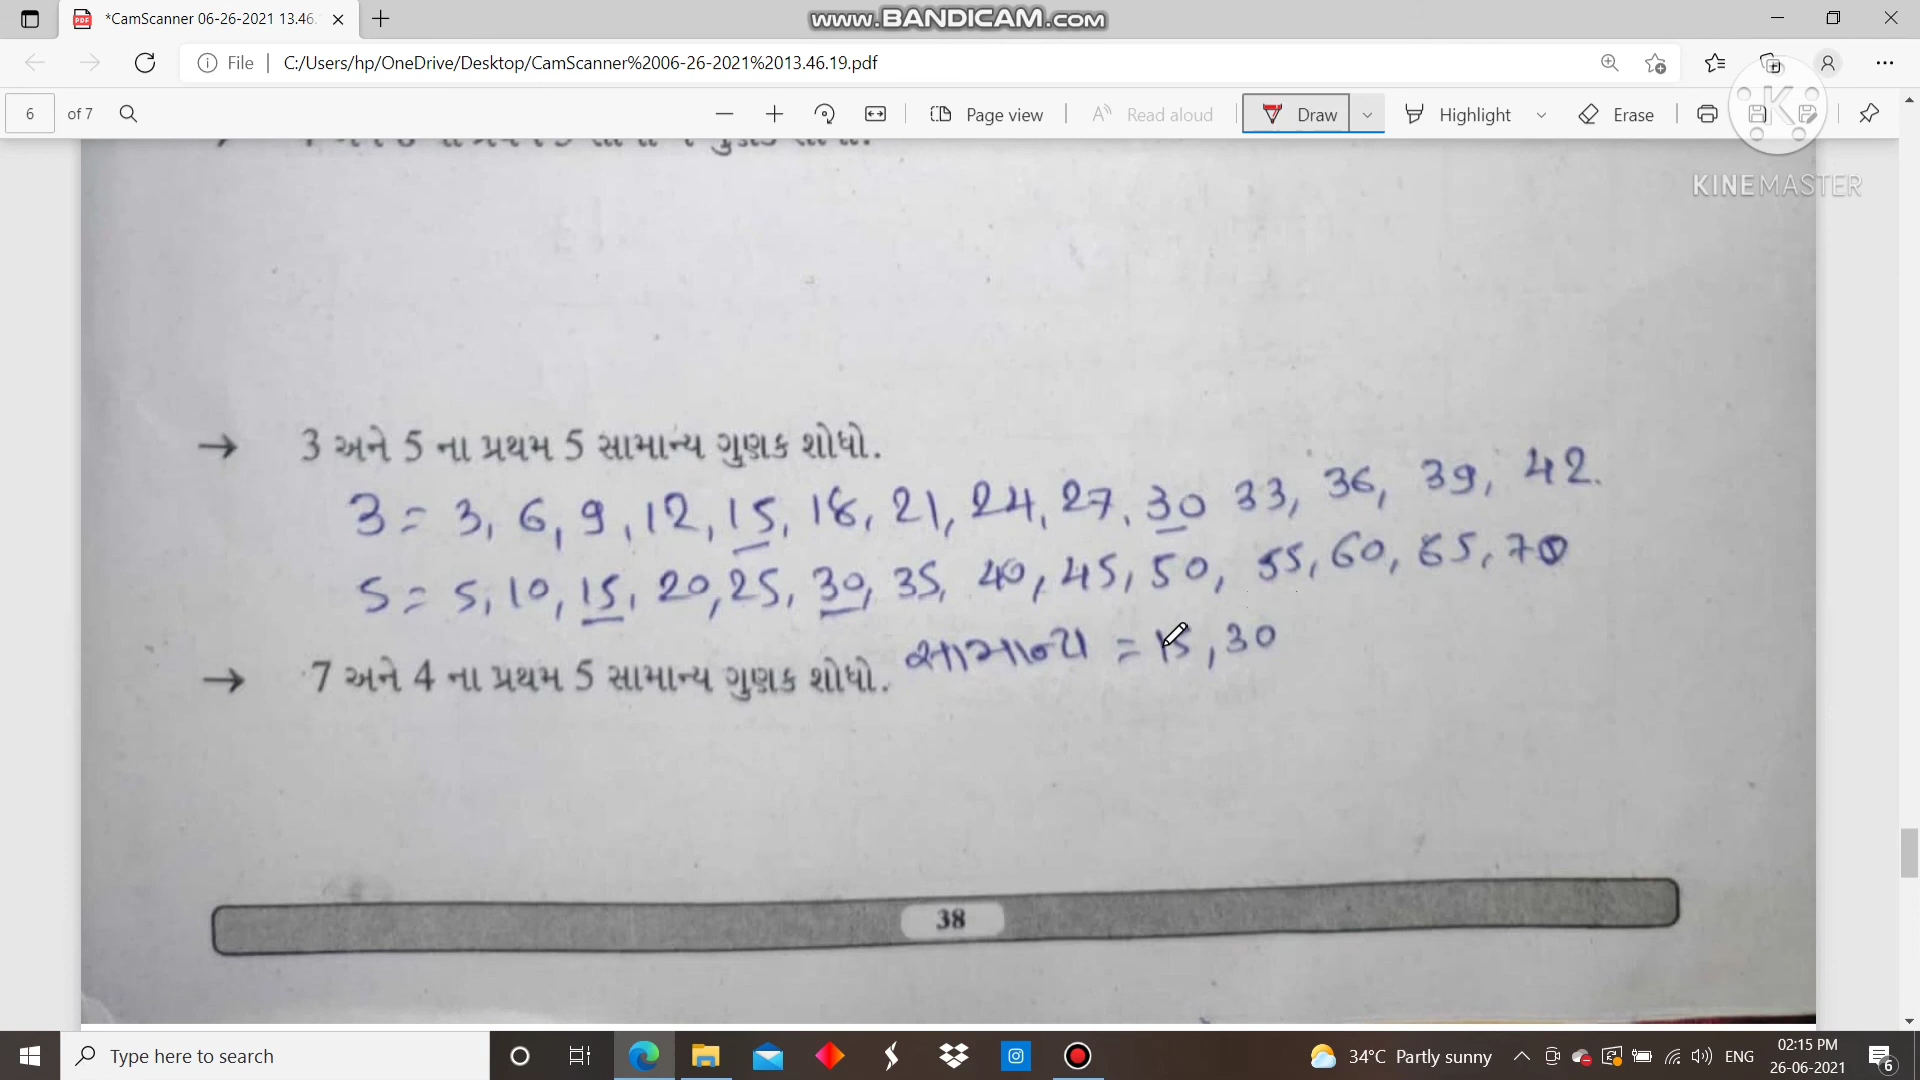 *CamScanner 06-26-2021 13.46.
www.BANDICAM.com
File
C:/Users/hp/OneDrive/Desktop/CamScanner%2006-26-2021%2013.46.19.pdf
6 of 7
Page view
Read aloud
Draw
Highlight
Erase
K
KINEMASTER
→ 3 અને 5 ના પ્રથમ 5 સામાન્ય ગુણક શોધો.
3 = 3, 6, 9, 12, 15, 18, 21, 24, 27, 30 33, 36, 39, 42.
5 = 5, 10, 15, 20, 25, 30, 35, 40, 45, 50, 55, 60, 65, 70
સામાન્ય = 15, 30
→ 7 અને 4 ના પ્રથમ 5 સામાન્ય ગુણક શોધો.
38
Type here to search
34°C Partly sunny
ENG
02:15 PM
26-06-2021
6